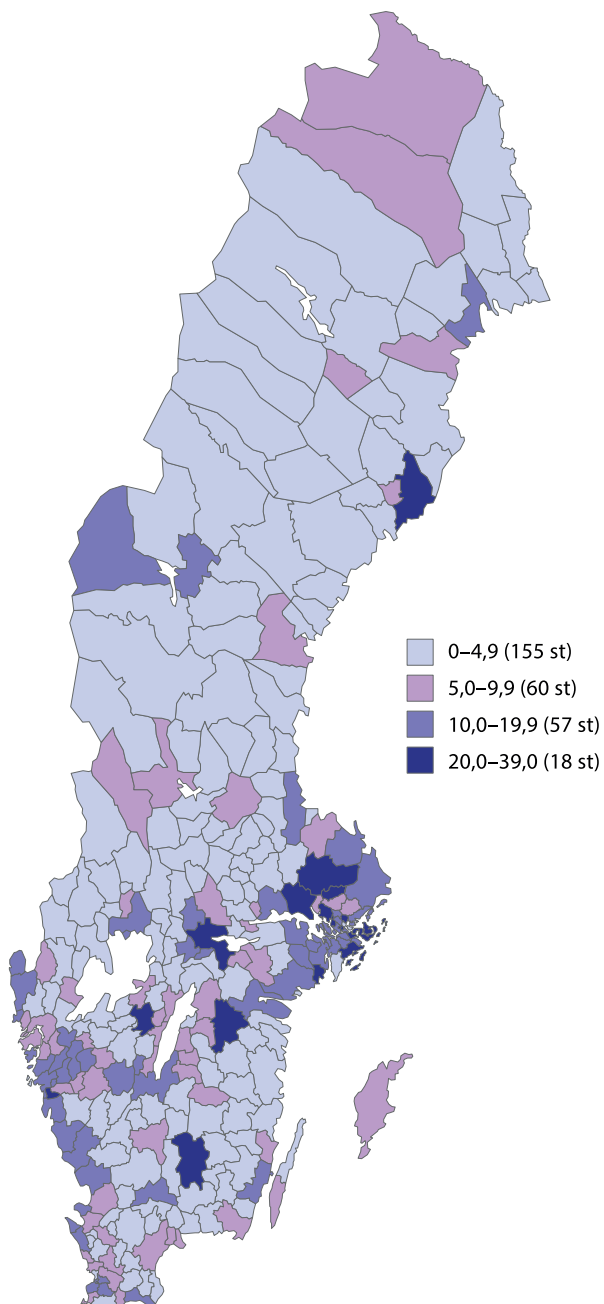 0–4,9 (155 st)
5,0–9,9 (60 st)
10,0–19,9 (57 st)
20,0–39,0 (18 st)